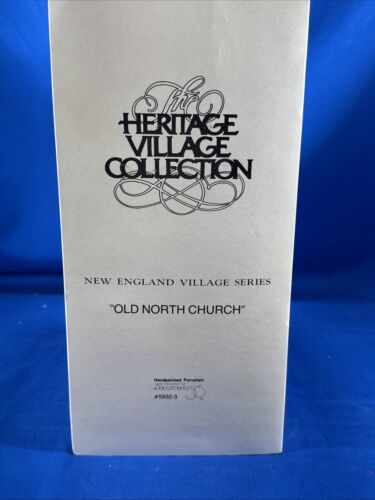 The
HERITAGE
VILLAGE
COLLECTION
NEW ENGLAND VILLAGE SERIES
"OLD NORTH CHURCH"
Handpainted Porcelain
Department 56
#5932-3